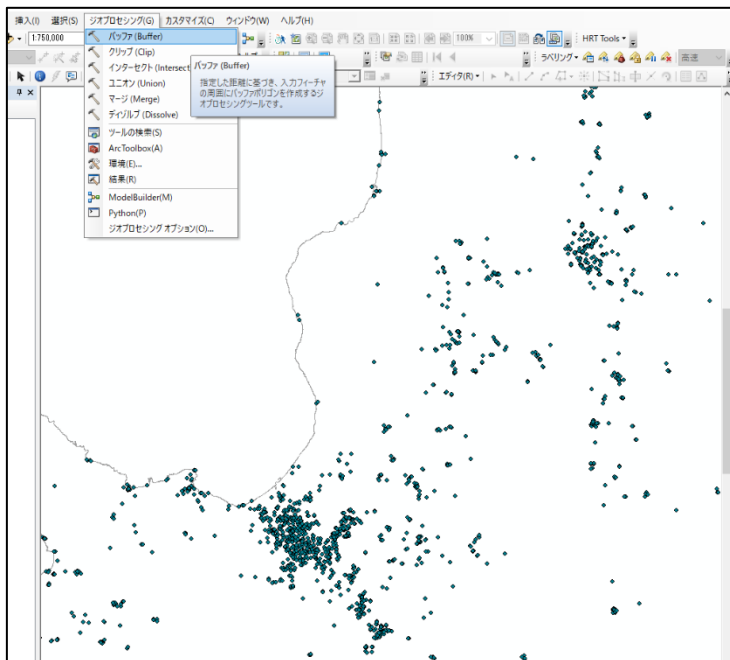 挿入(I) 選択(S) ジオプロセシング(G) カスタマイズ(C) ウィンドウ(W) ヘルプ(H)
1:750,000
100%
HRT Tools
ラベリング
高速
エディタ(R)
バッファ (Buffer)
クリップ (Clip)
インターセクト (Intersect
ユニオン (Union)
マージ (Merge)
ディゾルブ (Dissolve)
ツールの検索(S)
ArcToolbox(A)
環境(E)...
結果(R)
ModelBuilder(M)
Python(P)
ジオプロセシング オプション(O)...
バッファ (Buffer)
指定した距離に基づき、入力フィーチャ
の周囲にバッファポリゴンを作成するジ
オプロセシングツールです。